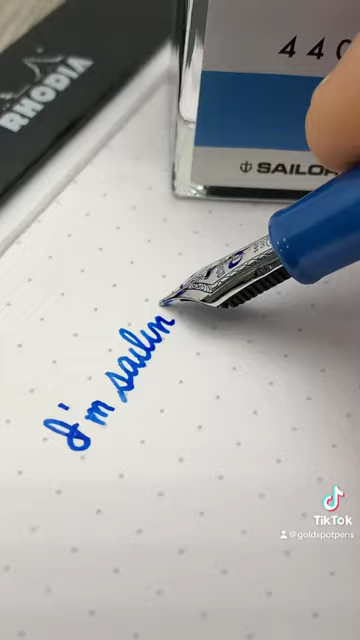 RHODIA
440
SAILOR
I'm sailin
TikTok
@goldspotpens